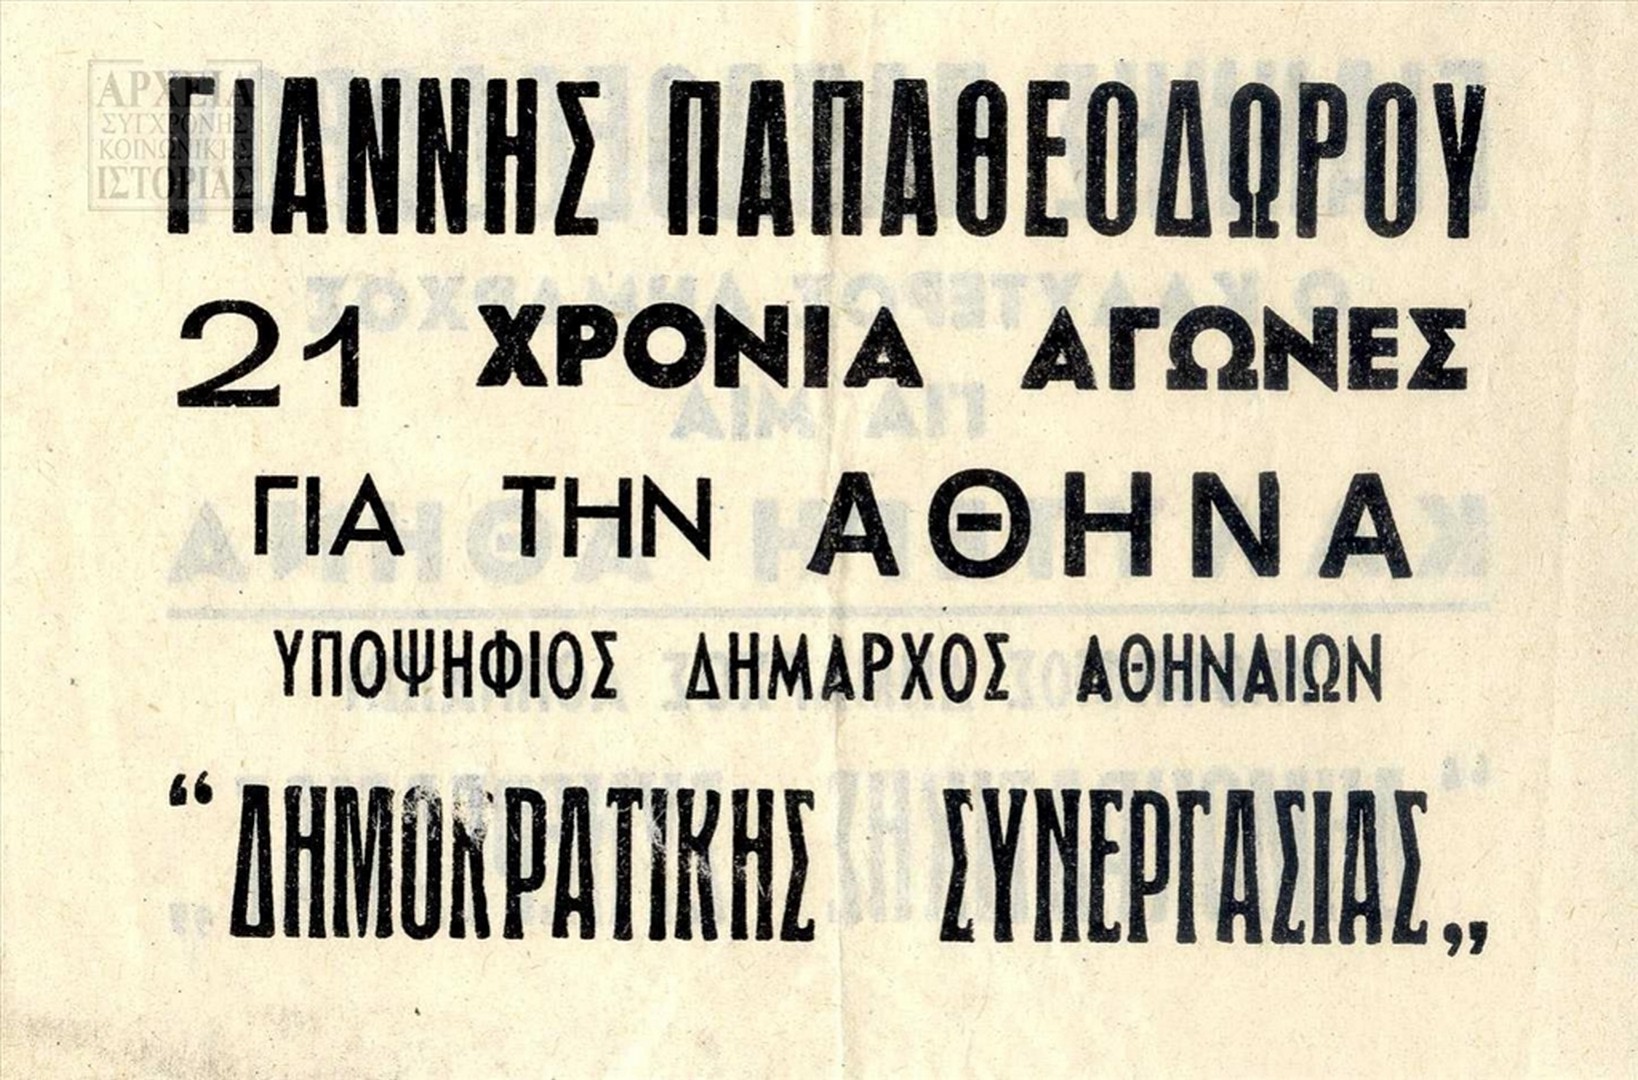 ΑΡΧΕΙΑ
ΣΥΓΧΡΟΝΗΣ
ΚΟΙΝΩΝΙΚΗΣ
ΙΣΤΟΡΙΑΣ
ΓΙΑΝΝΗΣ ΠΑΠΑΘΕΟΔΩΡΟΥ
21 ΧΡΟΝΙΑ ΑΓΩΝΕΣ
ΓΙΑ ΤΗΝ ΑΘΗΝΑ
ΥΠΟΨΗΦΙΟΣ ΔΗΜΑΡΧΟΣ ΑΘΗΝΑΙΩΝ
“ΔΗΜΟΚΡΑΤΙΚΗΣ ΣΥΝΕΡΓΑΣΙΑΣ„